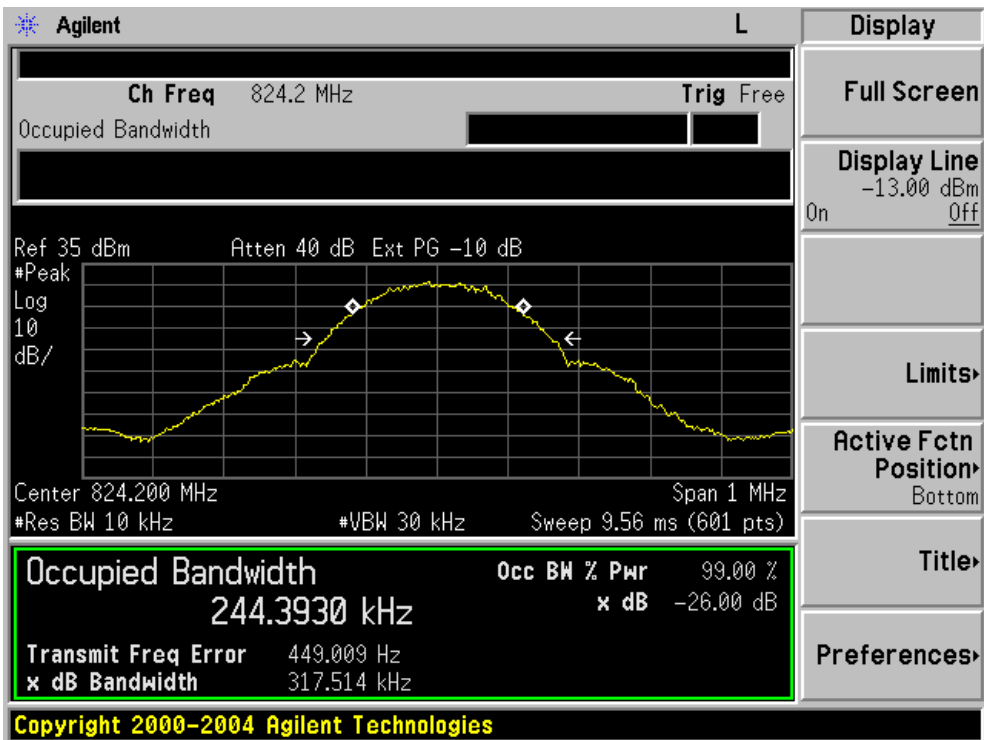 Agilent L Display
Ch Freq 824.2 MHz Trig Free
Occupied Bandwidth
Ref 35 dBm Atten 40 dB Ext PG −10 dB
#Peak
Log
10
dB/
Center 824.200 MHz Span 1 MHz
#Res BW 10 kHz #VBW 30 kHz Sweep 9.56 ms (601 pts)
Occupied Bandwidth
244.3930 kHz
Occ BW % Pwr 99.00 %
x dB −26.00 dB
Transmit Freq Error 449.009 Hz
x dB Bandwidth 317.514 kHz
Copyright 2000–2004 Agilent Technologies
Full Screen
Display Line
−13.00 dBm
On Off
Limits
Active Fctn
Position
Bottom
Title
Preferences